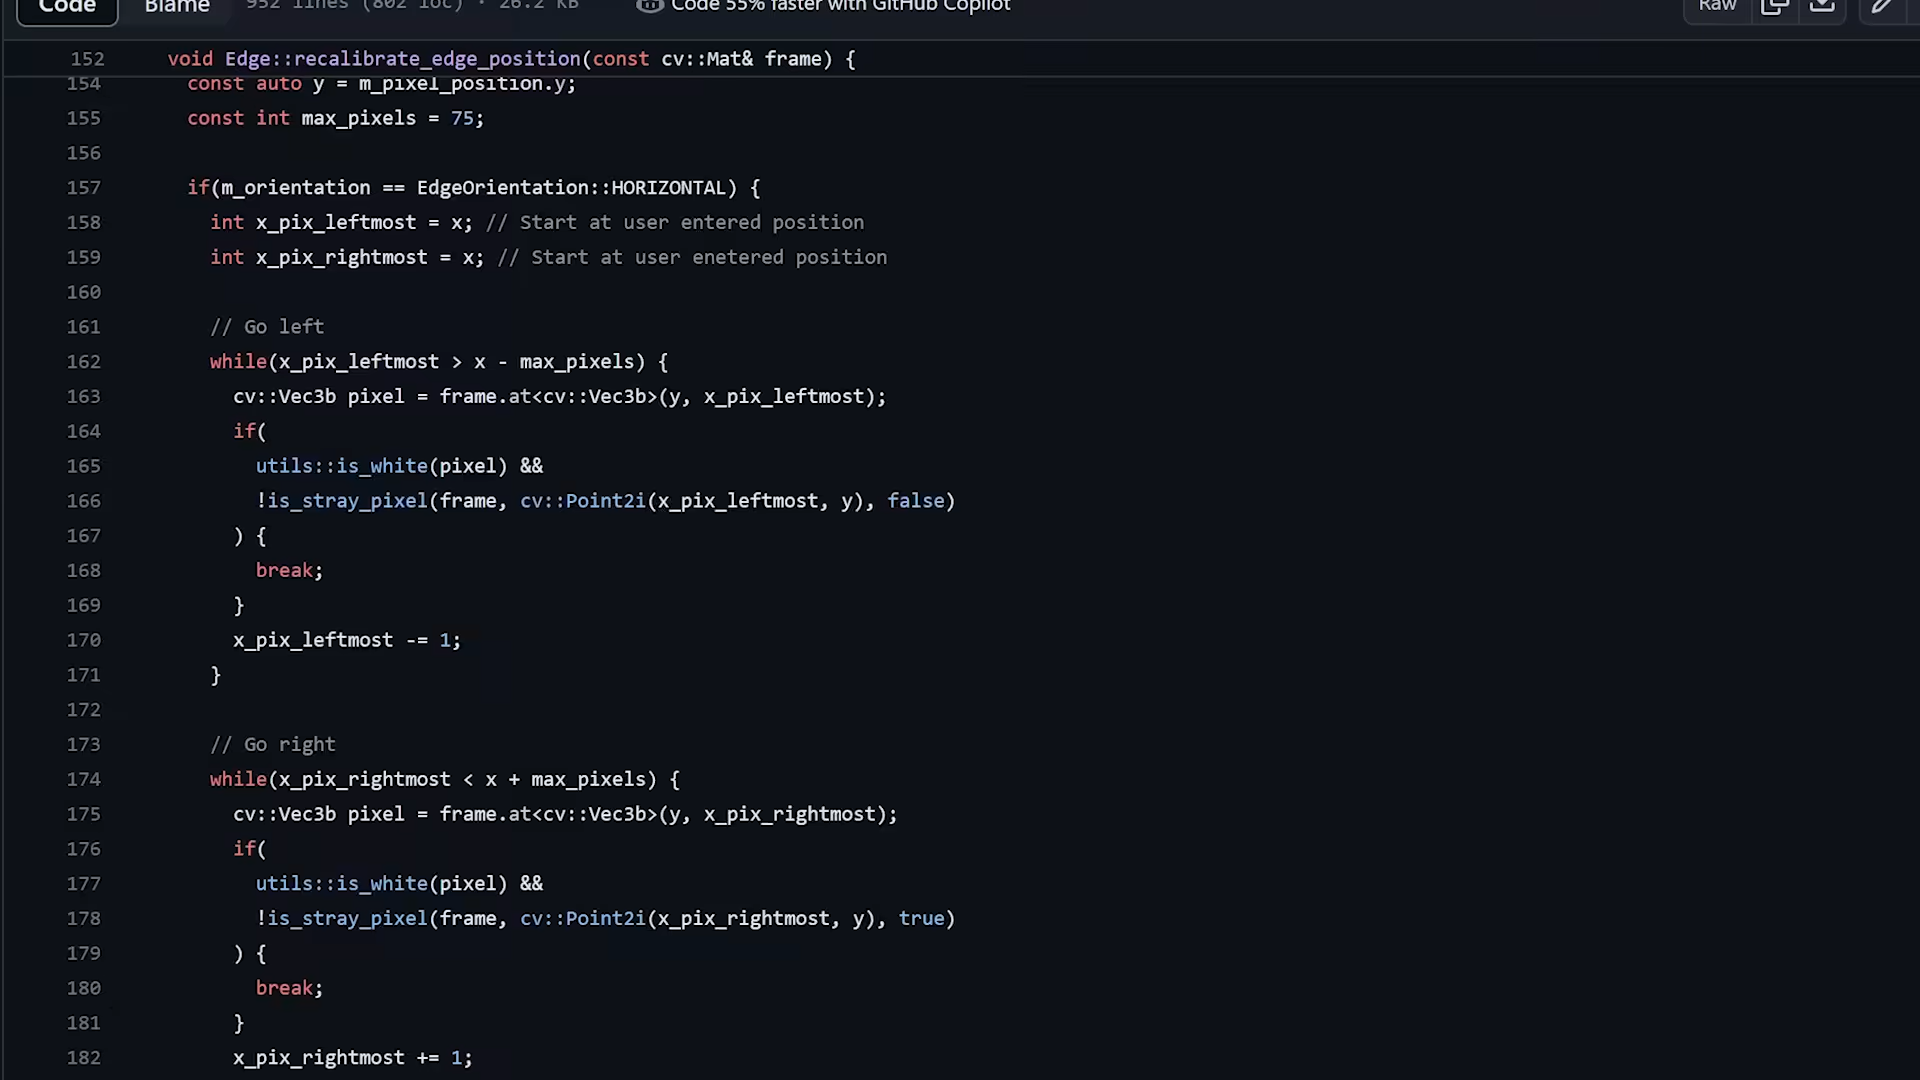 Code Blame 952 lines (802 loc) · 26.2 KB Code 55% faster with GitHub Copilot Raw
152 void Edge::recalibrate_edge_position(const cv::Mat& frame) {
154 const auto y = m_pixel_position.y;
155 const int max_pixels = 75;
156
157 if(m_orientation == EdgeOrientation::HORIZONTAL) {
158 int x_pix_leftmost = x; // Start at user entered position
159 int x_pix_rightmost = x; // Start at user enetered position
160
161 // Go left
162 while(x_pix_leftmost > x - max_pixels) {
163 cv::Vec3b pixel = frame.at<cv::Vec3b>(y, x_pix_leftmost);
164 if(
165 utils::is_white(pixel) &&
166 !is_stray_pixel(frame, cv::Point2i(x_pix_leftmost, y), false)
167 ) {
168 break;
169 }
170 x_pix_leftmost -= 1;
171 }
172
173 // Go right
174 while(x_pix_rightmost < x + max_pixels) {
175 cv::Vec3b pixel = frame.at<cv::Vec3b>(y, x_pix_rightmost);
176 if(
177 utils::is_white(pixel) &&
178 !is_stray_pixel(frame, cv::Point2i(x_pix_rightmost, y), true)
179 ) {
180 break;
181 }
182 x_pix_rightmost += 1;